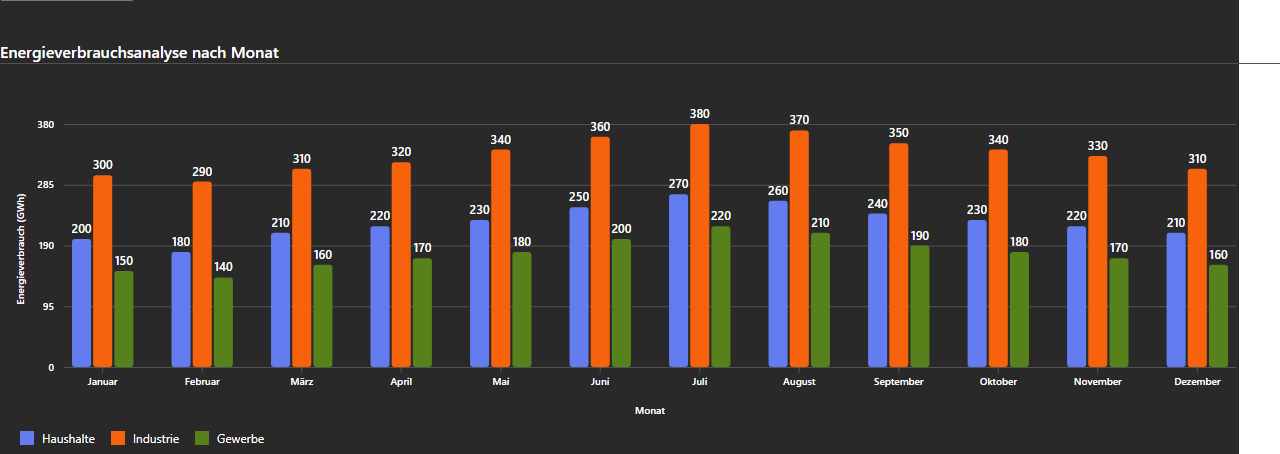 Energieverbrauchsanalyse nach Monat
Energieverbrauch (GWh)
380
285
190
95
0
200 300 150
180 290 140
210 310 160
220 320 170
230 340 180
250 360 200
270 380 220
260 370 210
240 350 190
230 340 180
220 330 170
210 310 160
Januar Februar März April Mai Juni Juli August September Oktober November Dezember
Monat
Haushalte Industrie Gewerbe